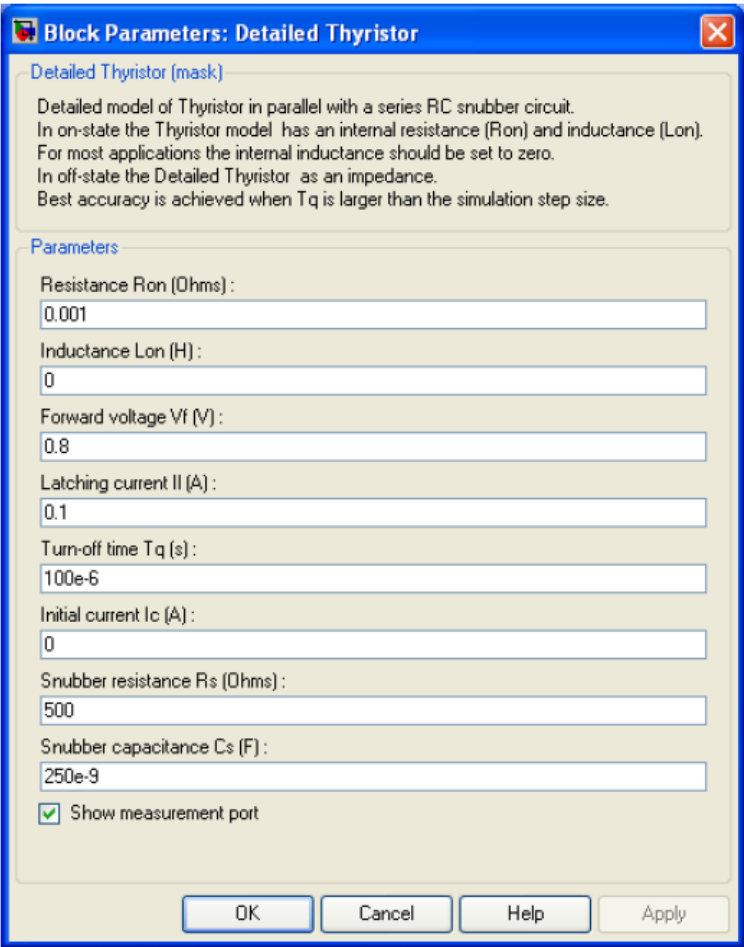 Block Parameters: Detailed Thyristor
Detailed Thyristor (mask)
Detailed model of Thyristor in parallel with a series RC snubber circuit.
In on-state the Thyristor model has an internal resistance (Ron) and inductance (Lon).
For most applications the internal inductance should be set to zero.
In off-state the Detailed Thyristor as an impedance.
Best accuracy is achieved when Tq is larger than the simulation step size.
Parameters
Resistance Ron (Ohms) :
0.001
Inductance Lon (H) :
0
Forward voltage Vf (V) :
0.8
Latching current Il (A) :
0.1
Turn-off time Tq (s) :
100e-6
Initial current Ic (A) :
0
Snubber resistance Rs (Ohms) :
500
Snubber capacitance Cs (F) :
250e-9
Show measurement port
OK Cancel Help Apply